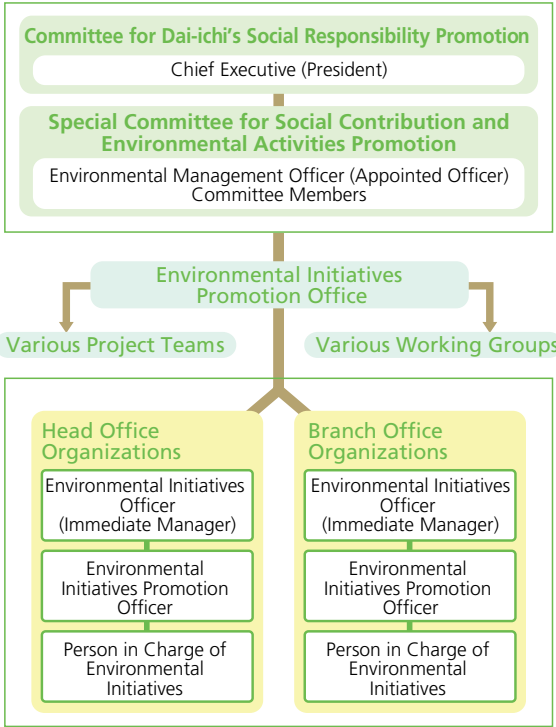 Committee for Dai-ichi's Social Responsibility Promotion
Chief Executive (President)
Special Committee for Social Contribution and
Environmental Activities Promotion
Environmental Management Officer (Appointed Officer)
Committee Members
Environmental Initiatives
Promotion Office
Various Project Teams
Various Working Groups
Head Office
Organizations
Environmental Initiatives
Officer
(Immediate Manager)
Environmental
Initiatives Promotion
Officer
Person in Charge of
Environmental
Initiatives
Branch Office
Organizations
Environmental Initiatives
Officer
(Immediate Manager)
Environmental
Initiatives Promotion
Officer
Person in Charge of
Environmental
Initiatives